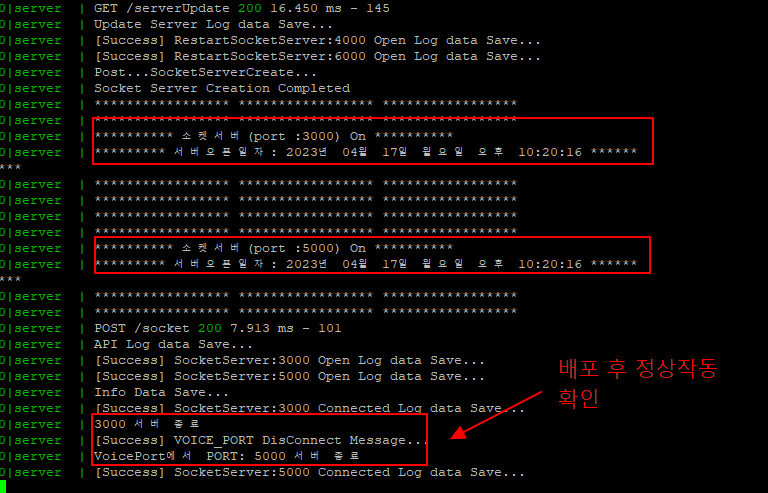 0|server | GET /serverUpdate 200 16.450 ms - 145
0|server | Update Server Log data Save...
0|server | [Success] RestartSocketServer:4000 Open Log data Save...
0|server | [Success] RestartSocketServer:6000 Open Log data Save...
0|server | Post...SocketServerCreate...
0|server | Socket Server Creation Completed
0|server | ***************** ***************** *****************
0|server | ***************** ***************** *****************
0|server | ********** 소켓서버(port :3000) On **********
0|server | ********* 서버오픈일자: 2023년 04월 17일 월요일 오후 10:20:16 ******
***
0|server | ***************** ***************** *****************
0|server | ***************** ***************** *****************
0|server | ***************** ***************** *****************
0|server | ***************** ***************** *****************
0|server | ********** 소켓서버(port :5000) On **********
0|server | ********* 서버오픈일자: 2023년 04월 17일 월요일 오후 10:20:16 ******
***
0|server | ***************** ***************** *****************
0|server | ***************** ***************** *****************
0|server | POST /socket 200 7.913 ms - 101
0|server | API Log data Save...
0|server | [Success] SocketServer:3000 Open Log data Save...
0|server | [Success] SocketServer:5000 Open Log data Save...
0|server | Info Data Save...
0|server | [Success] SocketServer:3000 Connected Log data Save...
0|server | 3000 서버 종료
0|server | [Success] VOICE_PORT DisConnect Message...
0|server | VoicePort에서 PORT: 5000 서버 종료
0|server | [Success] SocketServer:5000 Connected Log data Save...
배포 후 정상작동
확인